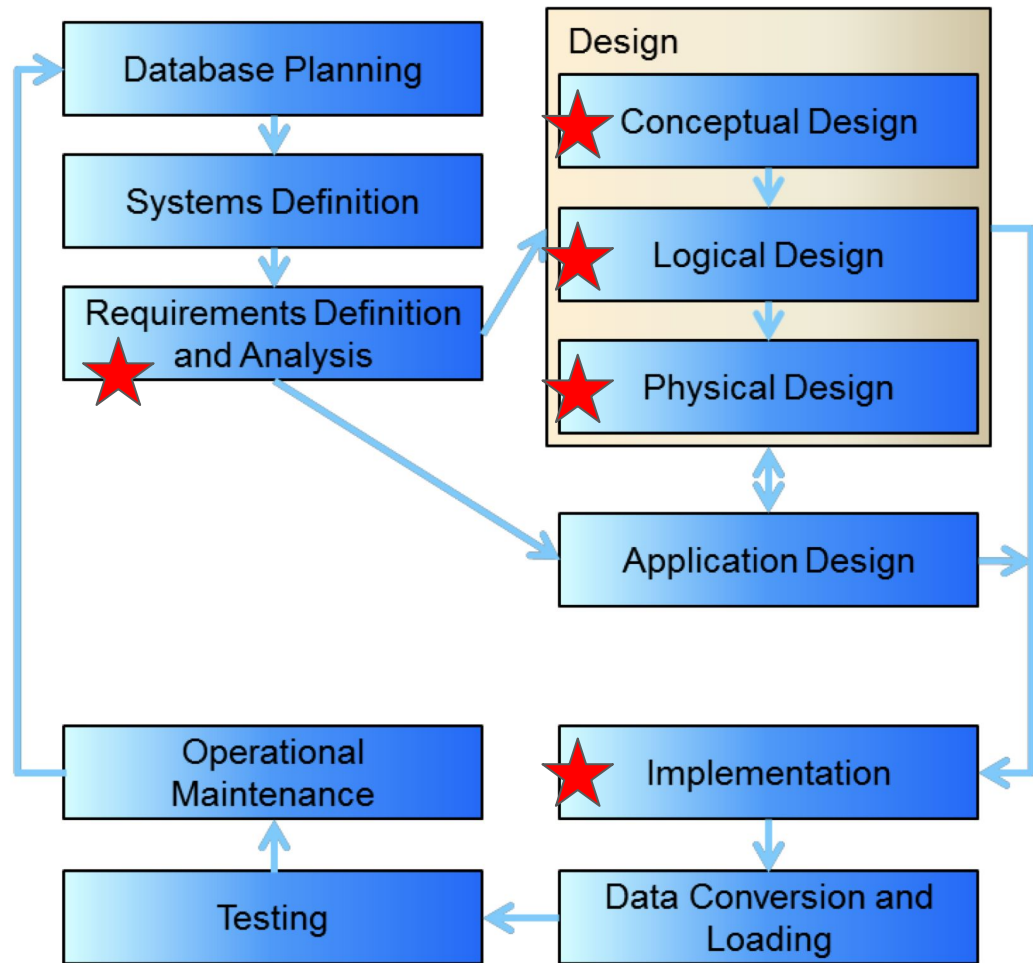 Database Planning
Systems Definition
Requirements Definition
and Analysis
Design
Conceptual Design
Logical Design
Physical Design
Application Design
Implementation
Data Conversion and
Loading
Testing
Operational
Maintenance